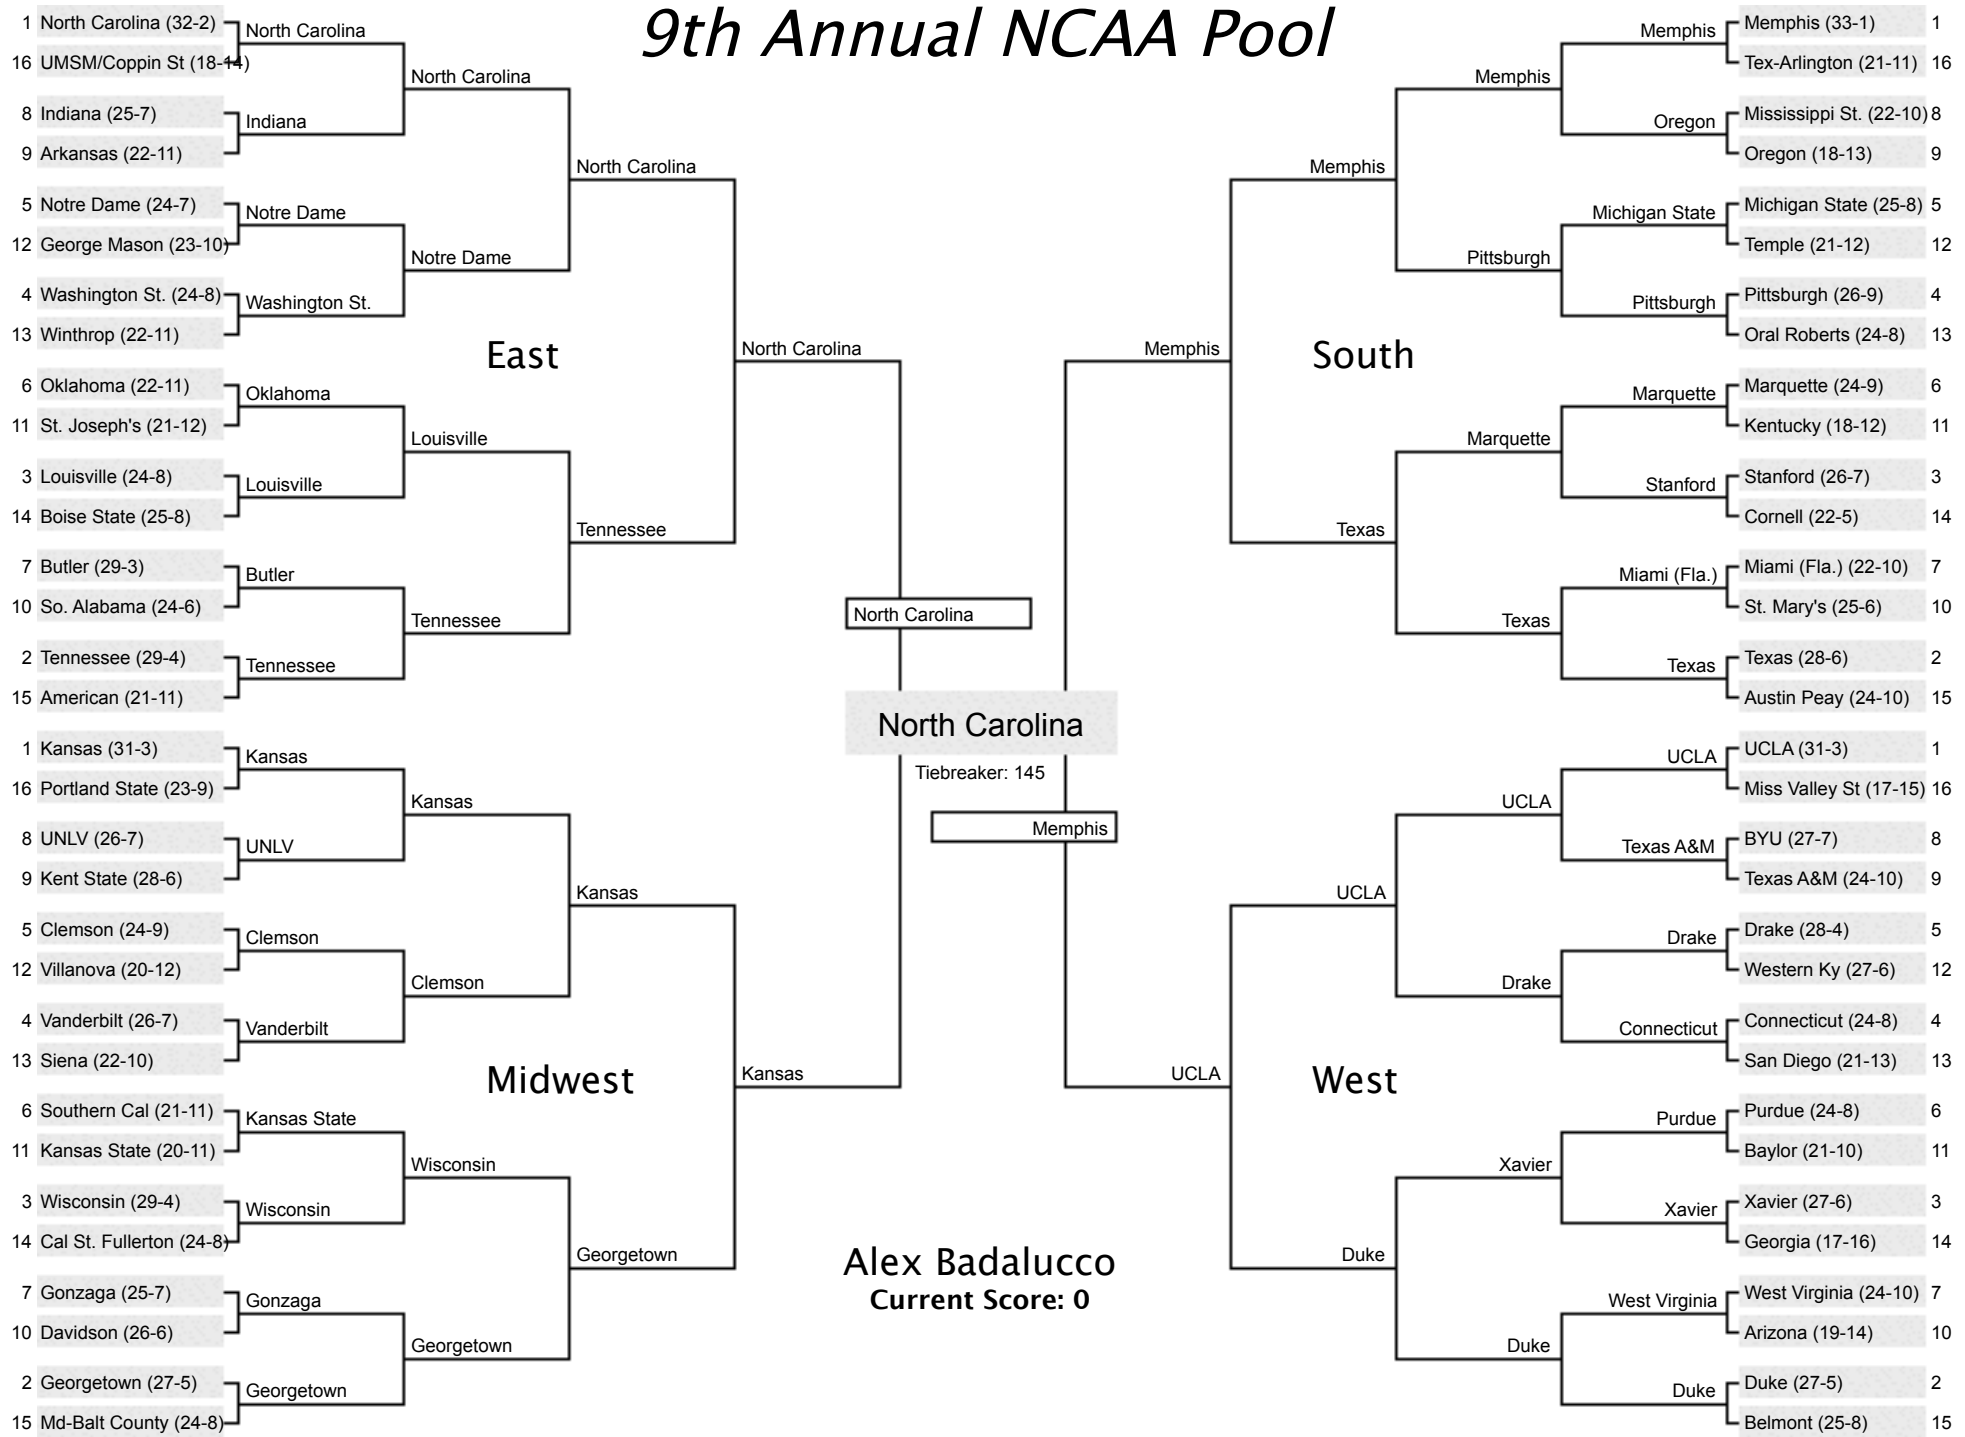 9th Annual NCAA Pool
1 North Carolina (32-2)
16 UMSM/Coppin St (18-14)
8 Indiana (25-7)
9 Arkansas (22-11)
5 Notre Dame (24-7)
12 George Mason (23-10)
4 Washington St. (24-8)
13 Winthrop (22-11)
6 Oklahoma (22-11)
11 St. Joseph's (21-12)
3 Louisville (24-8)
14 Boise State (25-8)
7 Butler (29-3)
10 So. Alabama (24-6)
2 Tennessee (29-4)
15 American (21-11)
North Carolina
Indiana
Notre Dame
Washington St.
Oklahoma
Louisville
Butler
Tennessee
North Carolina
Notre Dame
Louisville
Tennessee
North Carolina
Tennessee
East
North Carolina
1 Kansas (31-3)
16 Portland State (23-9)
8 UNLV (26-7)
9 Kent State (28-6)
5 Clemson (24-9)
12 Villanova (20-12)
4 Vanderbilt (26-7)
13 Siena (22-10)
6 Southern Cal (21-11)
11 Kansas State (20-11)
3 Wisconsin (29-4)
14 Cal St. Fullerton (24-8)
7 Gonzaga (25-7)
10 Davidson (26-6)
2 Georgetown (27-5)
15 Md-Balt County (24-8)
Kansas
UNLV
Clemson
Vanderbilt
Kansas State
Wisconsin
Gonzaga
Georgetown
Kansas
Clemson
Wisconsin
Georgetown
Kansas
Georgetown
Midwest
Kansas
North Carolina
North Carolina
Tiebreaker: 145
Memphis
Alex Badalucco
Current Score: 0
Memphis (33-1) 1
Tex-Arlington (21-11) 16
Mississippi St. (22-10) 8
Oregon (18-13) 9
Michigan State (25-8) 5
Temple (21-12) 12
Pittsburgh (26-9) 4
Oral Roberts (24-8) 13
Marquette (24-9) 6
Kentucky (18-12) 11
Stanford (26-7) 3
Cornell (22-5) 14
Miami (Fla.) (22-10) 7
St. Mary's (25-6) 10
Texas (28-6) 2
Austin Peay (24-10) 15
Memphis
Oregon
Michigan State
Pittsburgh
Marquette
Stanford
Miami (Fla.)
Texas
Memphis
Pittsburgh
Marquette
Texas
Memphis
Texas
South
Memphis
UCLA (31-3) 1
Miss Valley St (17-15) 16
BYU (27-7) 8
Texas A&M (24-10) 9
Drake (28-4) 5
Western Ky (27-6) 12
Connecticut (24-8) 4
San Diego (21-13) 13
Purdue (24-8) 6
Baylor (21-10) 11
Xavier (27-6) 3
Georgia (17-16) 14
West Virginia (24-10) 7
Arizona (19-14) 10
Duke (27-5) 2
Belmont (25-8) 15
UCLA
Texas A&M
Drake
Connecticut
Purdue
Xavier
West Virginia
Duke
UCLA
Drake
Xavier
Duke
UCLA
Duke
West
UCLA